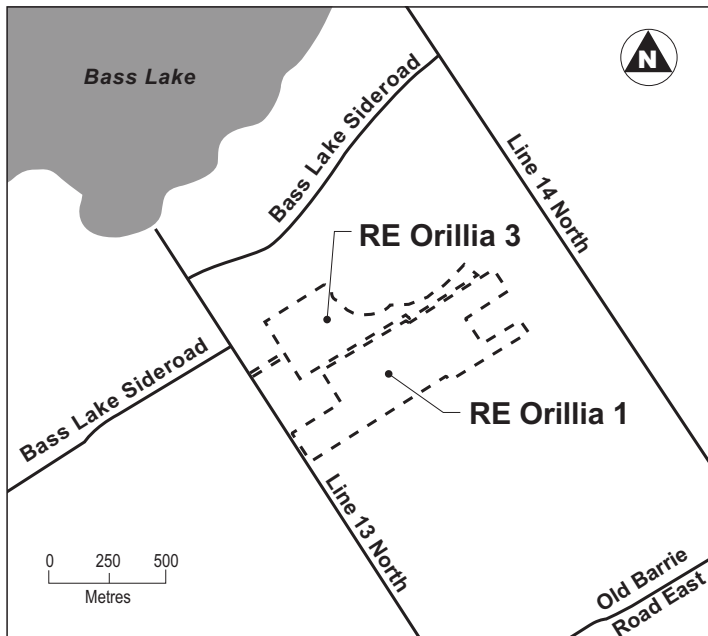 Bass Lake
N
Bass Lake Sideroad
Line 14 North
RE Orillia 3
Bass Lake Sideroad
RE Orillia 1
Line 13 North
0 250 500
Metres
Old Barrie
Road East